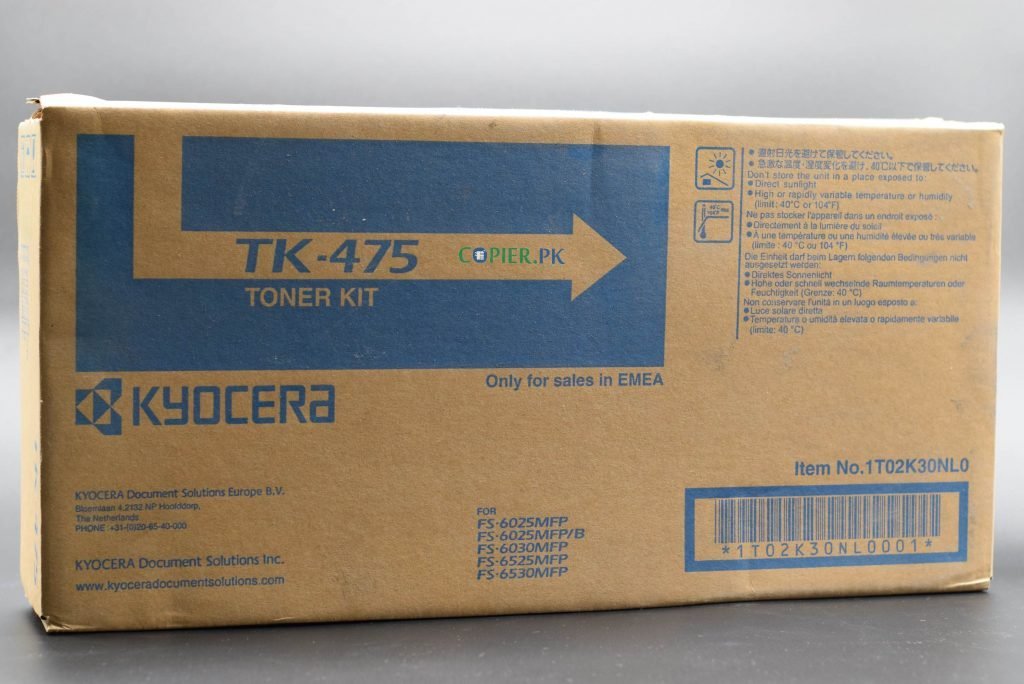 TK-475
COPIER.PK
TONER KIT
Only for sales in EMEA
KYOCERA
KYOCERA Document Solutions Europe B.V.
Bloemlaan 4,2132 NP Hoofddorp,
The Netherlands
PHONE :+31-(0)20-65-40-000
KYOCERA Document Solutions Inc.
www.kyoceradocumentsolutions.com
FOR
FS-6025MFP
FS-6025MFP/B
FS-6030MFP
FS-6525MFP
FS-6530MFP
● 直射日光を避けて保管してください。
● 急激な温度・湿度変化を避け、40℃以下で保管してください。
Don't store the unit in a place exposed to:
● Direct sunlight
● High or rapidly variable temperature or humidity
(limit: 40°C or 104°F)
Ne pas stocker l'appareil dans un endroit exposé :
● Directement à la lumière du soleil
● À une température ou une humidité élevée ou très variable
(limite : 40 °C ou 104 °F)
Die Einheit darf beim Lagern folgenden Bedingungen nicht
ausgesetzt werden:
● Direktes Sonnenlicht
● Hohe oder schnell wechselnde Raumtemperaturen oder
Feuchtigkeit (Grenze: 40 °C)
Non conservare l'unità in un luogo esposto a:
● Luce solare diretta
● Temperatura o umidità elevata o rapidamente variabile
(limite: 40 °C)
Item No.1T02K30NL0
*1T02K30NL0001*